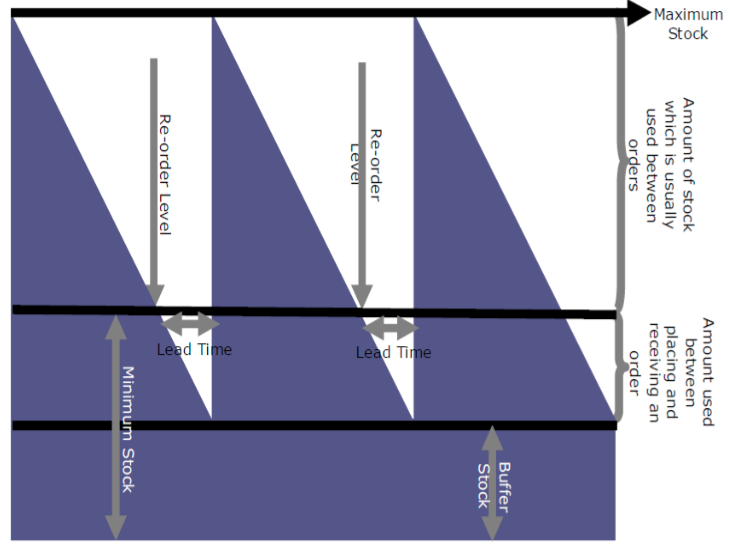 Maximum
Stock
Re-order Level
Re-order
Level
Amount of stock
which is usually
used between
orders
Lead Time
Lead Time
Amount used
between
placing and
receiving an
order
Minimum Stock
Buffer
Stock